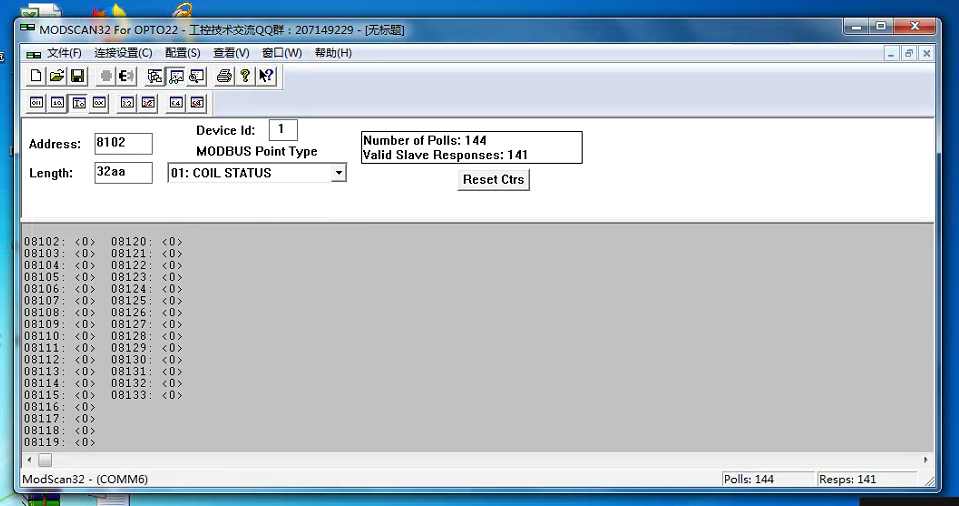 MODSCAN32 For OPTO22 - 工控技术交流QQ群：207149229 - [无标题]
文件(F) 连接设置(C) 配置(S) 查看(V) 窗口(W) 帮助(H)
Address: 8102
Length: 32aa
Device Id: 1
MODBUS Point Type
01: COIL STATUS
Number of Polls: 144
Valid Slave Responses: 141
Reset Ctrs
08102: <0> 08120: <0>
08103: <0> 08121: <0>
08104: <0> 08122: <0>
08105: <0> 08123: <0>
08106: <0> 08124: <0>
08107: <0> 08125: <0>
08108: <0> 08126: <0>
08109: <0> 08127: <0>
08110: <0> 08128: <0>
08111: <0> 08129: <0>
08112: <0> 08130: <0>
08113: <0> 08131: <0>
08114: <0> 08132: <0>
08115: <0> 08133: <0>
08116: <0>
08117: <0>
08118: <0>
08119: <0>
ModScan32 - (COMM6) Polls: 144 Resps: 141